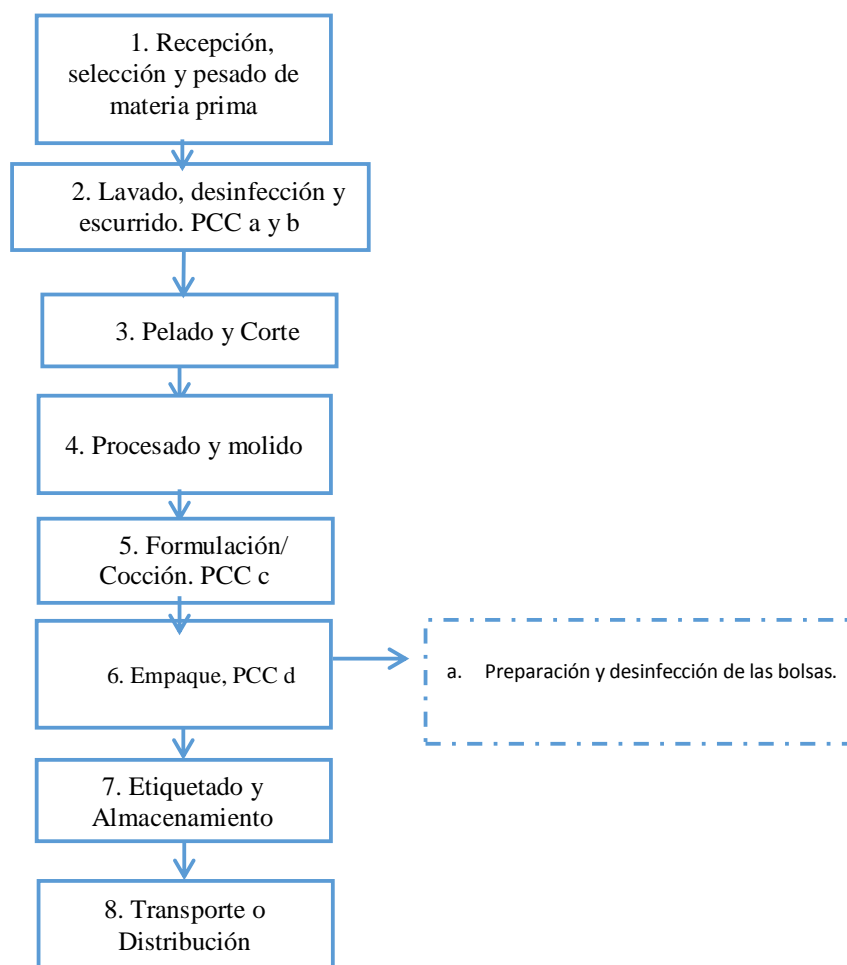 1. Recepción,
selección y pesado de
materia prima
2. Lavado, desinfección y
escurrido. PCC a y b
3. Pelado y Corte
4. Procesado y molido
5. Formulación/
Cocción. PCC c
6. Empaque, PCC d
a. Preparación y desinfección de las bolsas.
7. Etiquetado y
Almacenamiento
8. Transporte o
Distribución